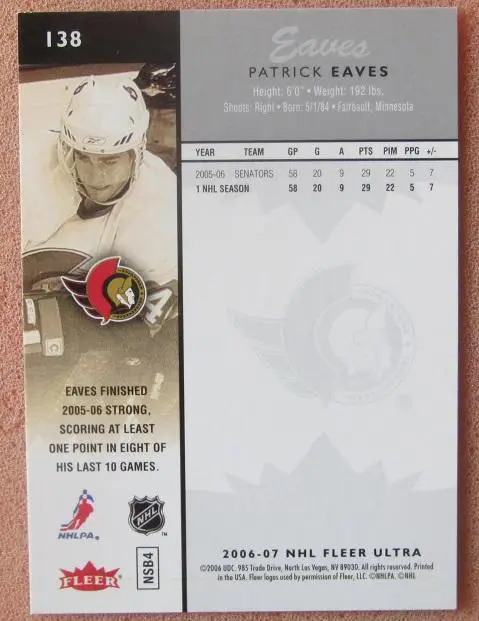 138
Eaves
PATRICK EAVES
Height: 6'0" • Weight: 192 lbs.
Shoots: Right • Born: 5/1/84 • Faribault, Minnesota
YEAR TEAM GP G A PTS PIM PPG +/-
2005-06 SENATORS 58 20 9 29 22 5 7
1 NHL SEASON 58 20 9 29 22 5 7
4
EAVES FINISHED
2005-06 STRONG,
SCORING AT LEAST
ONE POINT IN EIGHT OF
HIS LAST 10 GAMES.
NHLPA®
NHL™
FLEER
NSB4
2006-07 NHL FLEER ULTRA
©2006 UDC. 985 Trade Drive, North Las Vegas, NV 89030. All rights reserved. Printed
in the USA. Fleer logos used by permission of Fleer, LLC. ©NHLPA. ©NHL